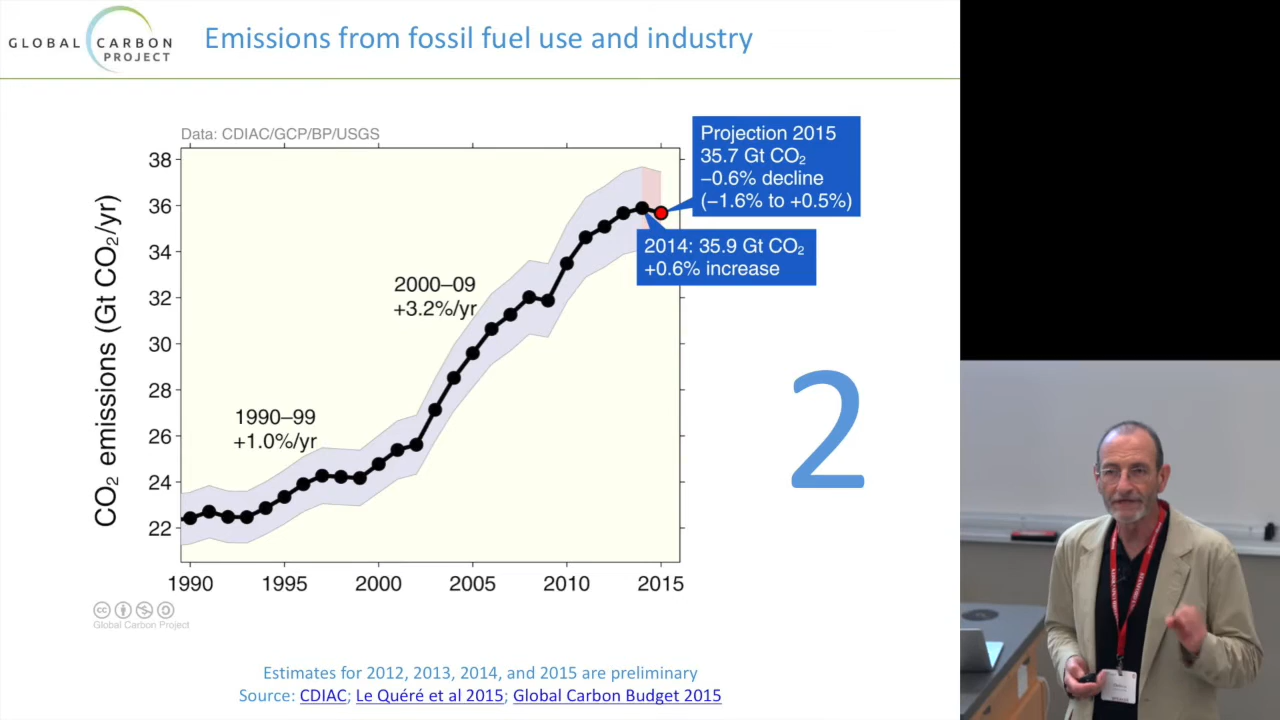 GLOBAL CARBON
PROJECT
Emissions from fossil fuel use and industry
Data: CDIAC/GCP/BP/USGS
CO₂ emissions (Gt CO₂/yr)
38
36
34
32
30
28
26
24
22
1990
1995
2000
2005
2010
2015
1990–99
+1.0%/yr
2000–09
+3.2%/yr
Projection 2015
35.7 Gt CO₂
−0.6% decline
(−1.6% to +0.5%)
2014: 35.9 Gt CO₂
+0.6% increase
2
cc
Global Carbon Project
Estimates for 2012, 2013, 2014, and 2015 are preliminary
Source: CDIAC; Le Quéré et al 2015; Global Carbon Budget 2015